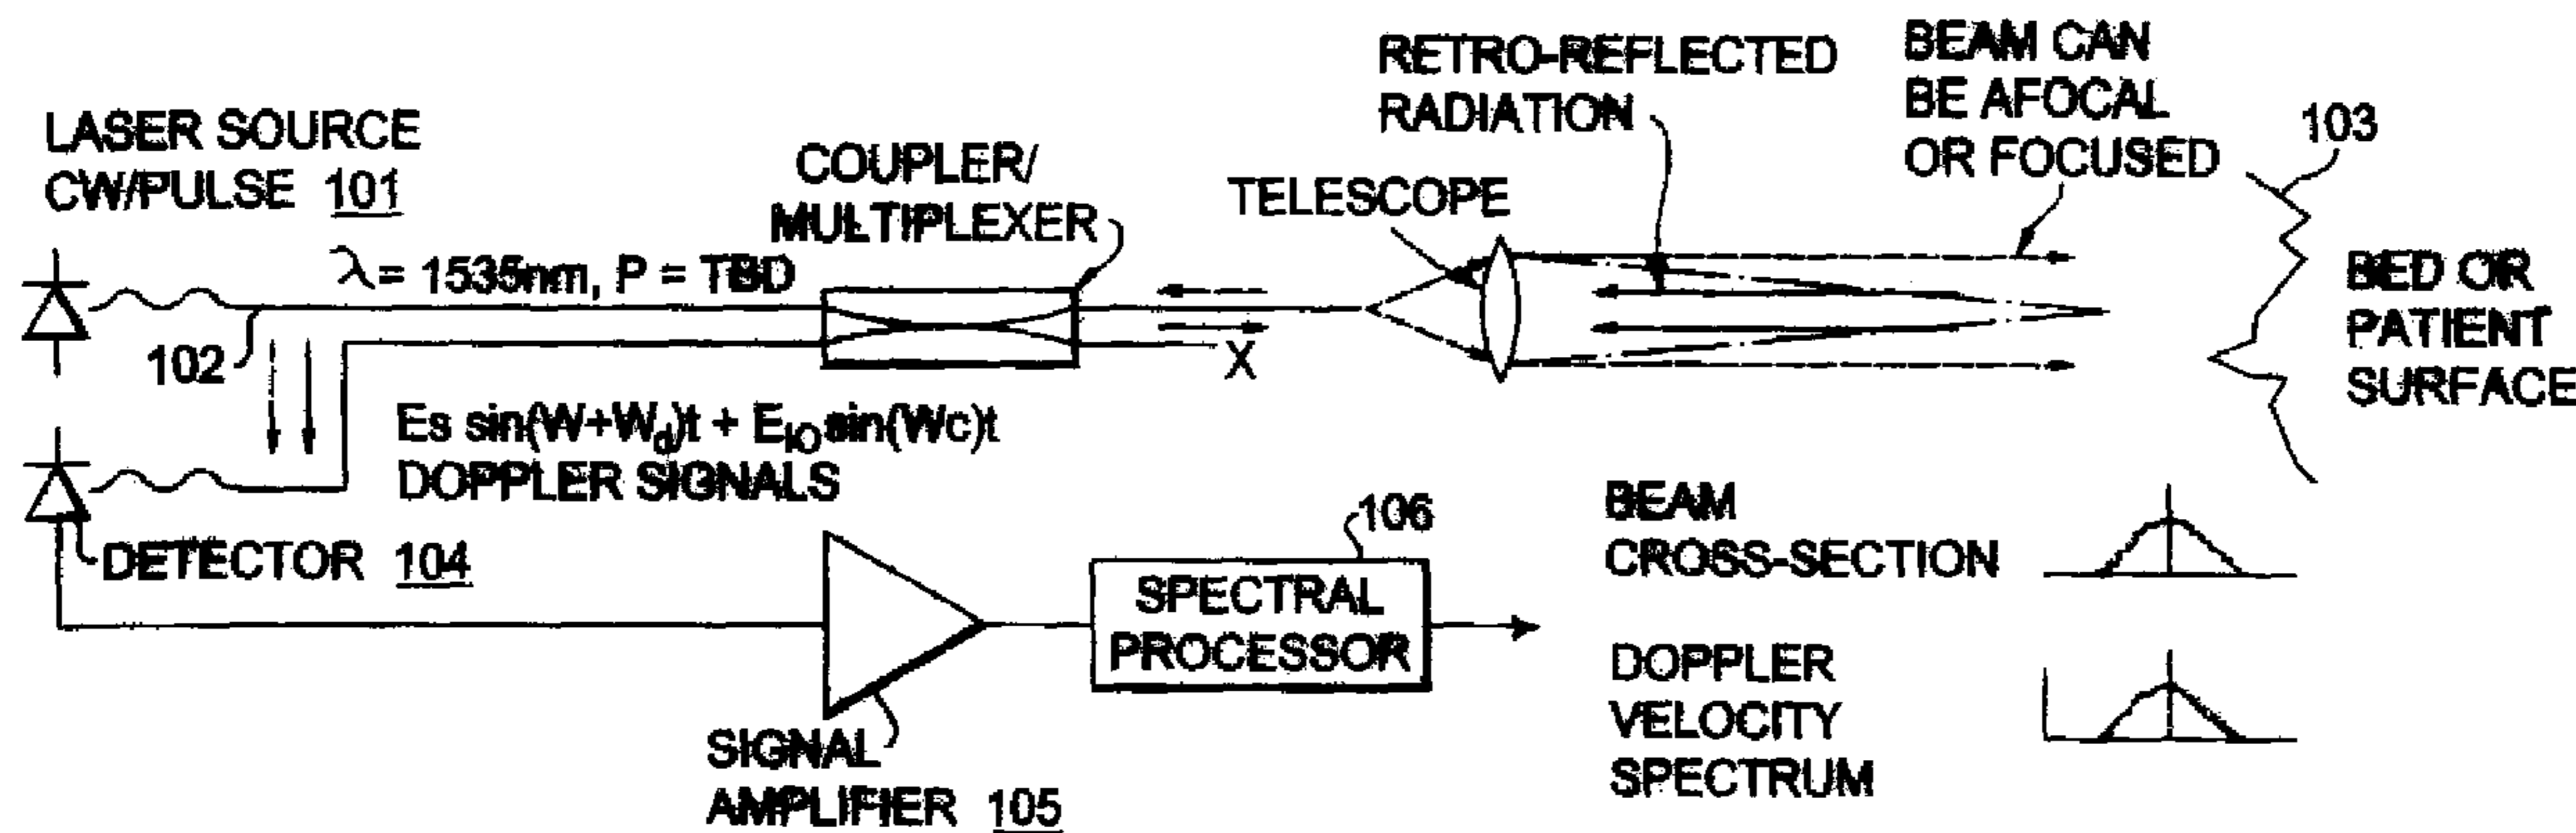 LASER SOURCE
CW/PULSE 101
λ= 1535nm, P = TBD
COUPLER/
MULTIPLEXER
RETRO-REFLECTED
RADIATION
TELESCOPE
BEAM CAN
BE AFOCAL
OR FOCUSED
103
BED OR
PATIENT
SURFACE
102
X
Es sin(W+Wd)t + EIO sin(Wc)t
DOPPLER SIGNALS
DETECTOR 104
SIGNAL
AMPLIFIER 105
106
SPECTRAL
PROCESSOR
BEAM
CROSS-SECTION
DOPPLER
VELOCITY
SPECTRUM